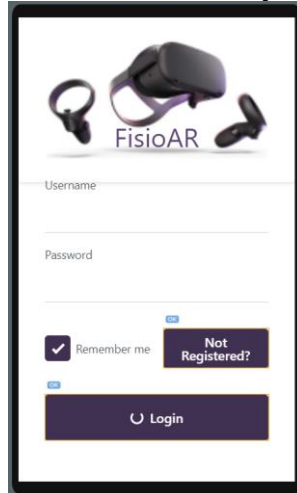 FisioAR
Username
Password
OK
Remember me
Not
Registered?
OK
Login